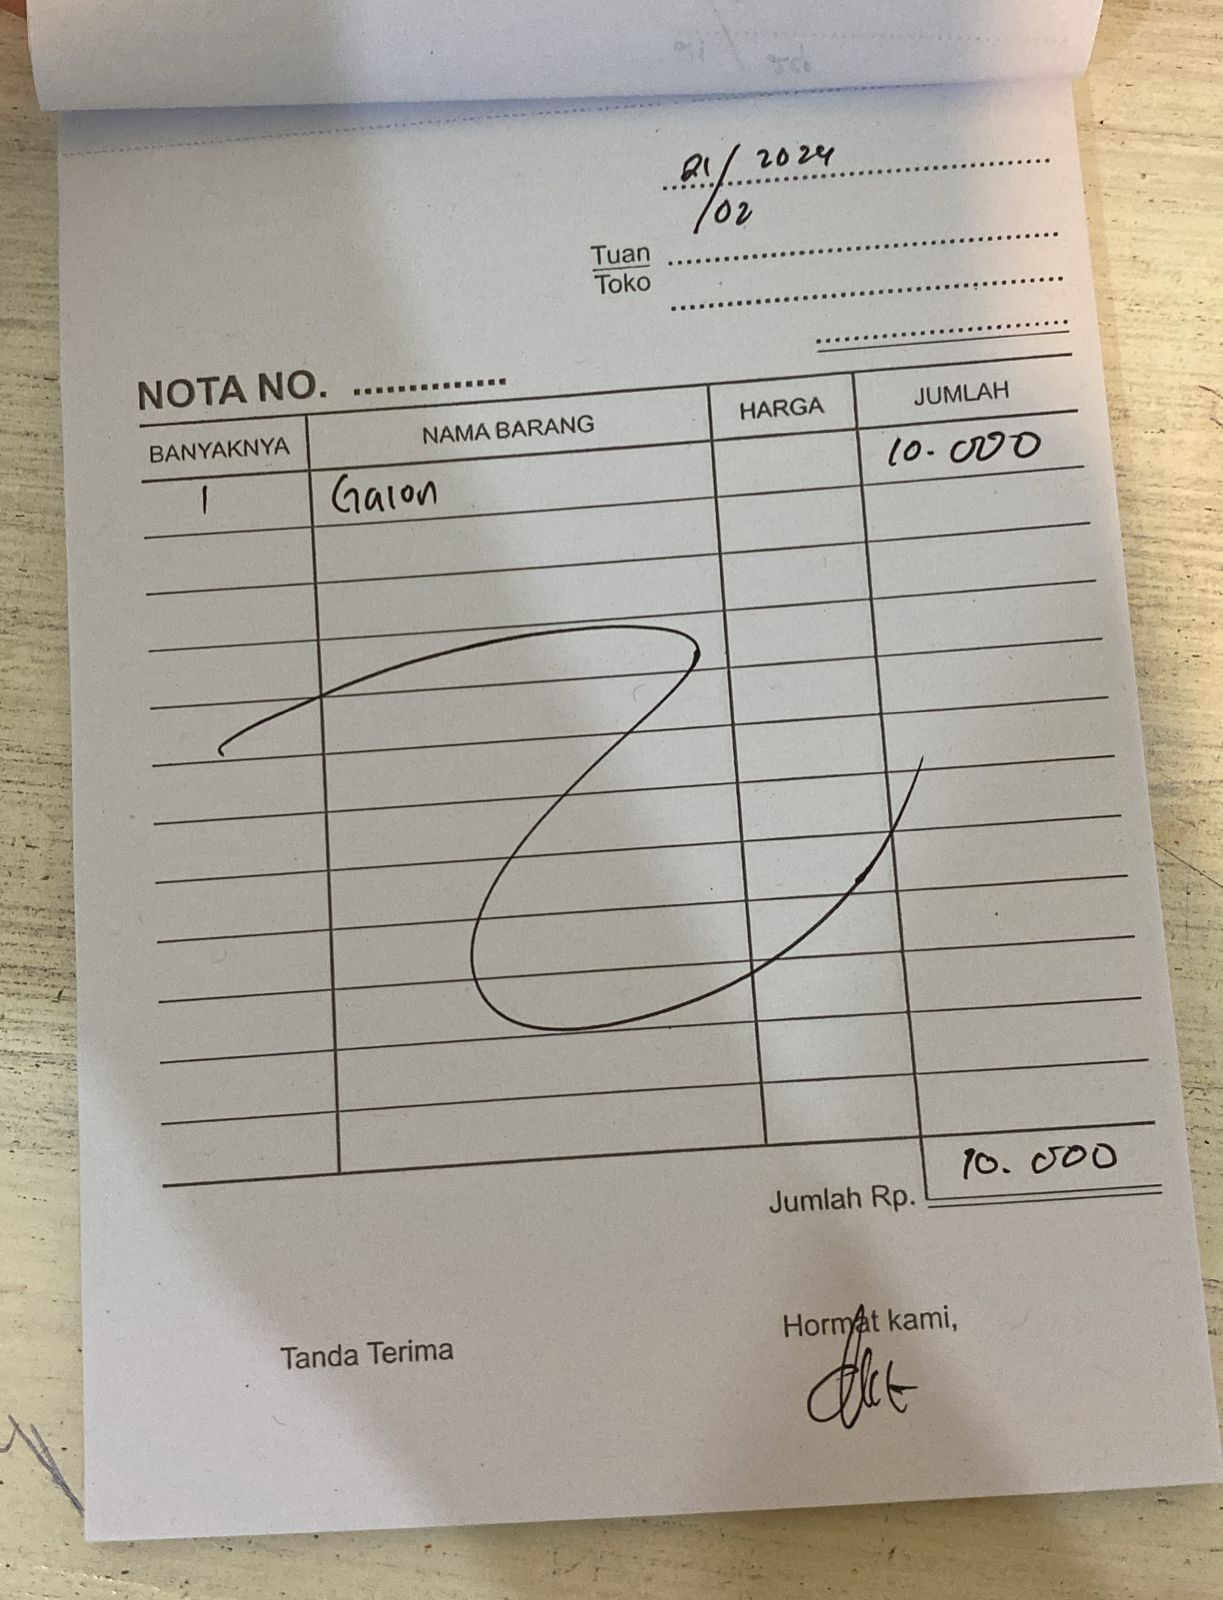 21/02/2024
Tuan
Toko
NOTA NO. ..............
BANYAKNYA NAMA BARANG HARGA JUMLAH
1 Galon 10.000
Jumlah Rp. 10.000
Tanda Terima Hormat kami,